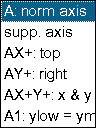 A: norm axis
supp. axis
AX+: top
AY+: right
AX+Y+: x & y
A1: ylow = ym